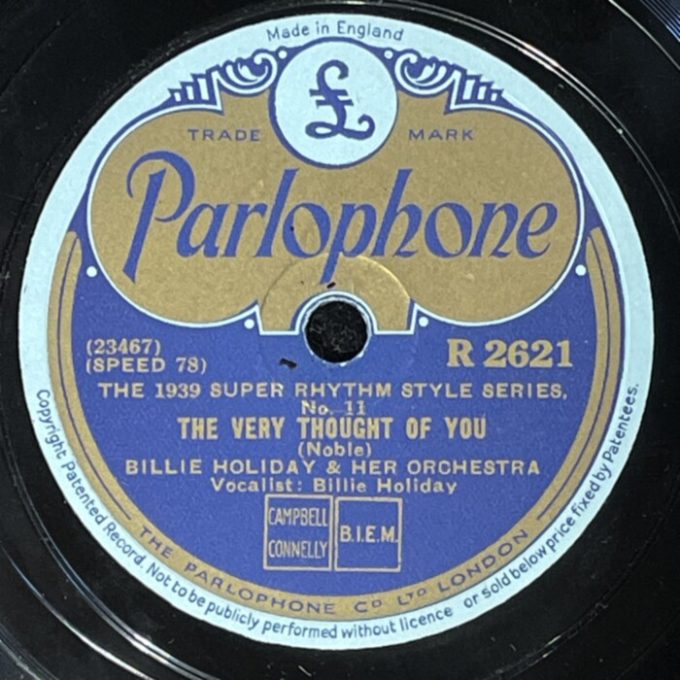 Made in England
£
TRADE MARK
Parlophone
(23467)
(SPEED 78)
R 2621
THE 1939 SUPER RHYTHM STYLE SERIES,
No. 11
THE VERY THOUGHT OF YOU
(Noble)
BILLIE HOLIDAY & HER ORCHESTRA
Vocalist: Billie Holiday
CAMPBELL
CONNELLY
B.I.E.M.
THE PARLOPHONE CO LTD LONDON
Copyright Patented Record. Not to be publicly performed without licence or sold below price fixed by Patentees.